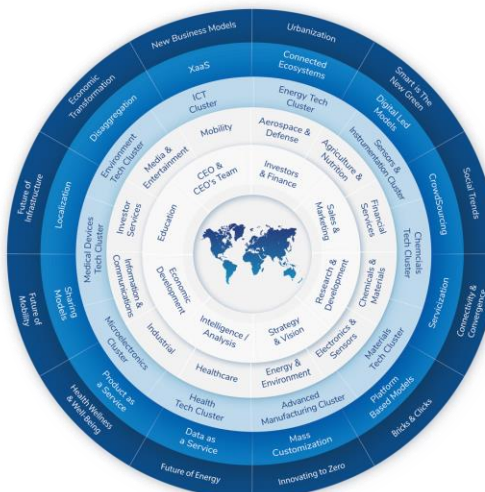 Urbanization
Smart is The
New Green
Social Trends
Connectivity &
Convergence
Bricks & Clicks
Innovating to Zero
Future of Energy
Health Wellness
& Well-Being
Future of
Mobility
Future of
Infrastructure
Economic
Transformation
New Business Models
Connected
Ecosystems
Digital Led
Models
CrowdSourcing
Servicization
Platform
Based Models
Mass
Customization
Data as
a Service
Product as
a Service
Sharing
Models
Localization
Disaggregation
XaaS
Energy Tech
Cluster
Sensors &
Instrumentation Cluster
Chemcials
Tech Cluster
Materials
Tech Cluster
Advanced
Manufacturing Cluster
Health
Tech Cluster
Microelectronics
Cluster
Medical Devices
Tech Cluster
Environment
Tech Cluster
ICT
Cluster
Aerospace &
Defense
Agriculture &
Nutrition
Financial
Services
Chemicals &
Materials
Electronics &
Sensors
Energy &
Environment
Healthcare
Industrial
Information &
Communications
Investor
Services
Media &
Entertainment
Mobility
Investors
& Finance
Sales &
Marketing
Research &
Development
Strategy
& Vision
Intelligence /
Analysis
Economic
Development
Education
CEO &
CEO's Team